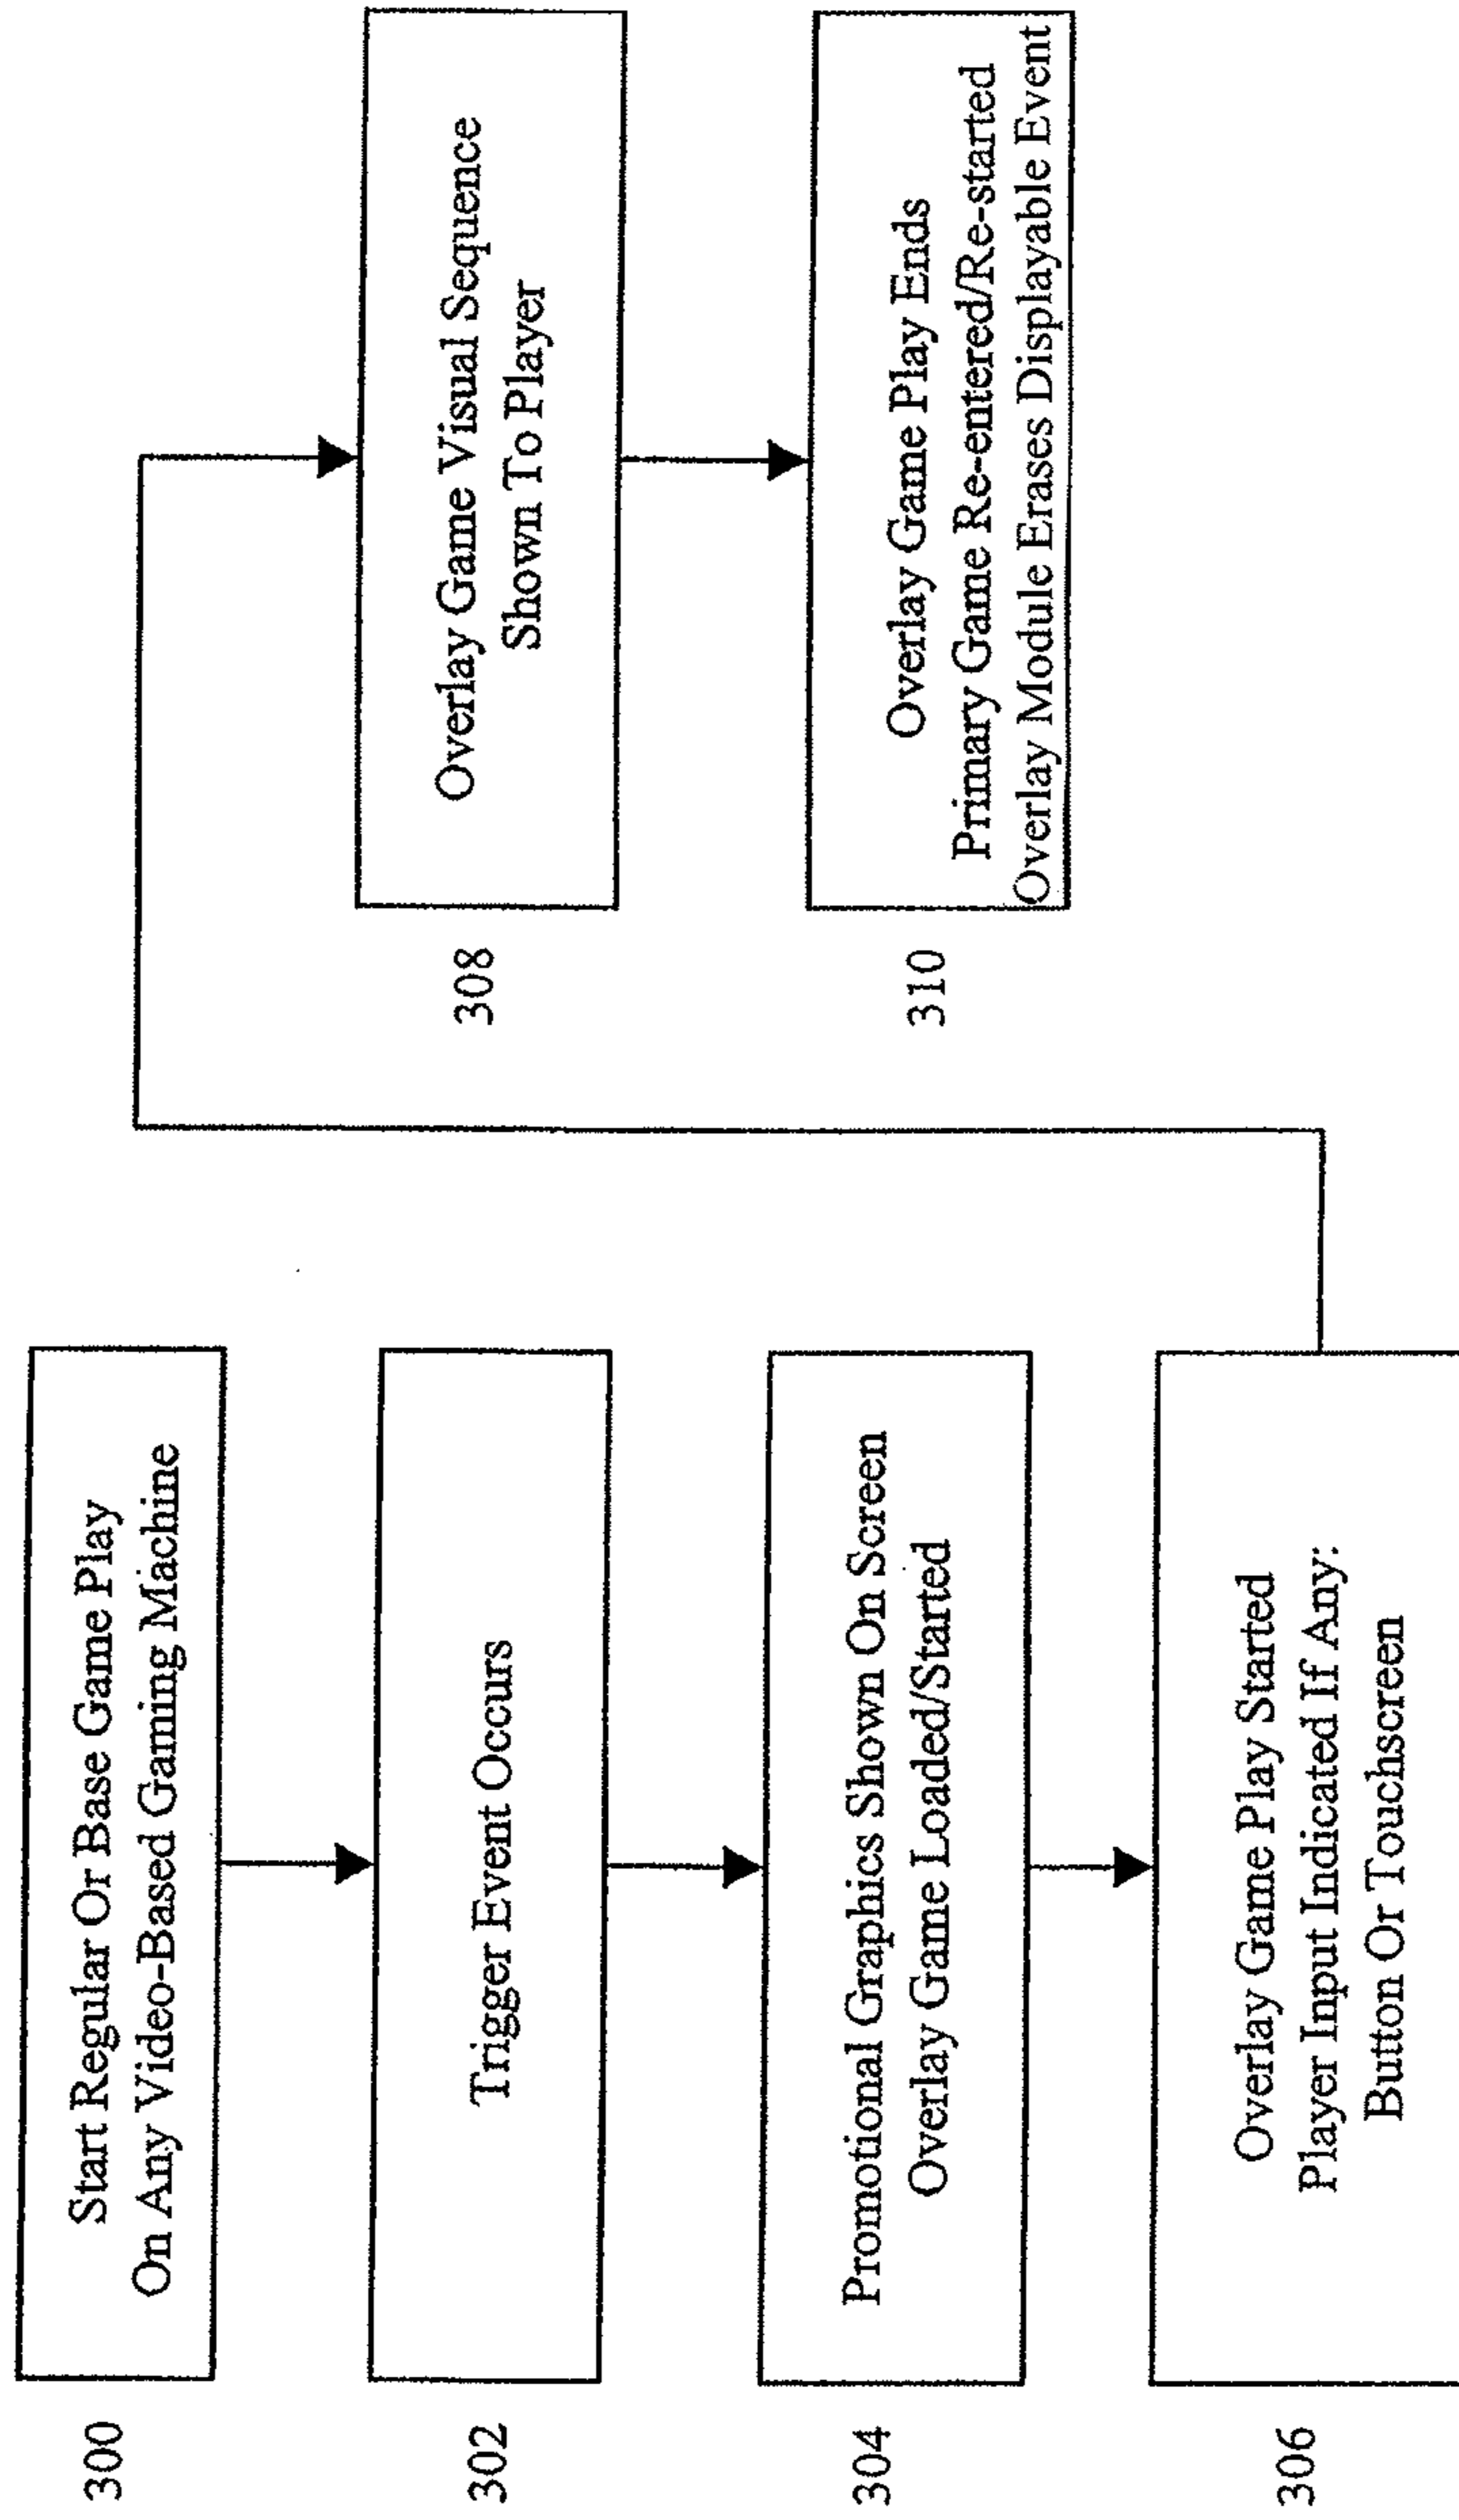 300
Start Regular Or Base Game Play
On Any Video-Based Gaming Machine
302
Trigger Event Occurs
304
Promotional Graphics Shown On Screen
Overlay Game Loaded/Started
306
Overlay Game Play Started
Player Input Indicated If Any:
Button Or Touchscreen
308
Overlay Game Visual Sequence
Shown To Player
310
Overlay Game Play Ends
Primary Game Re-entered/Re-started
Overlay Module Erases Displayable Event